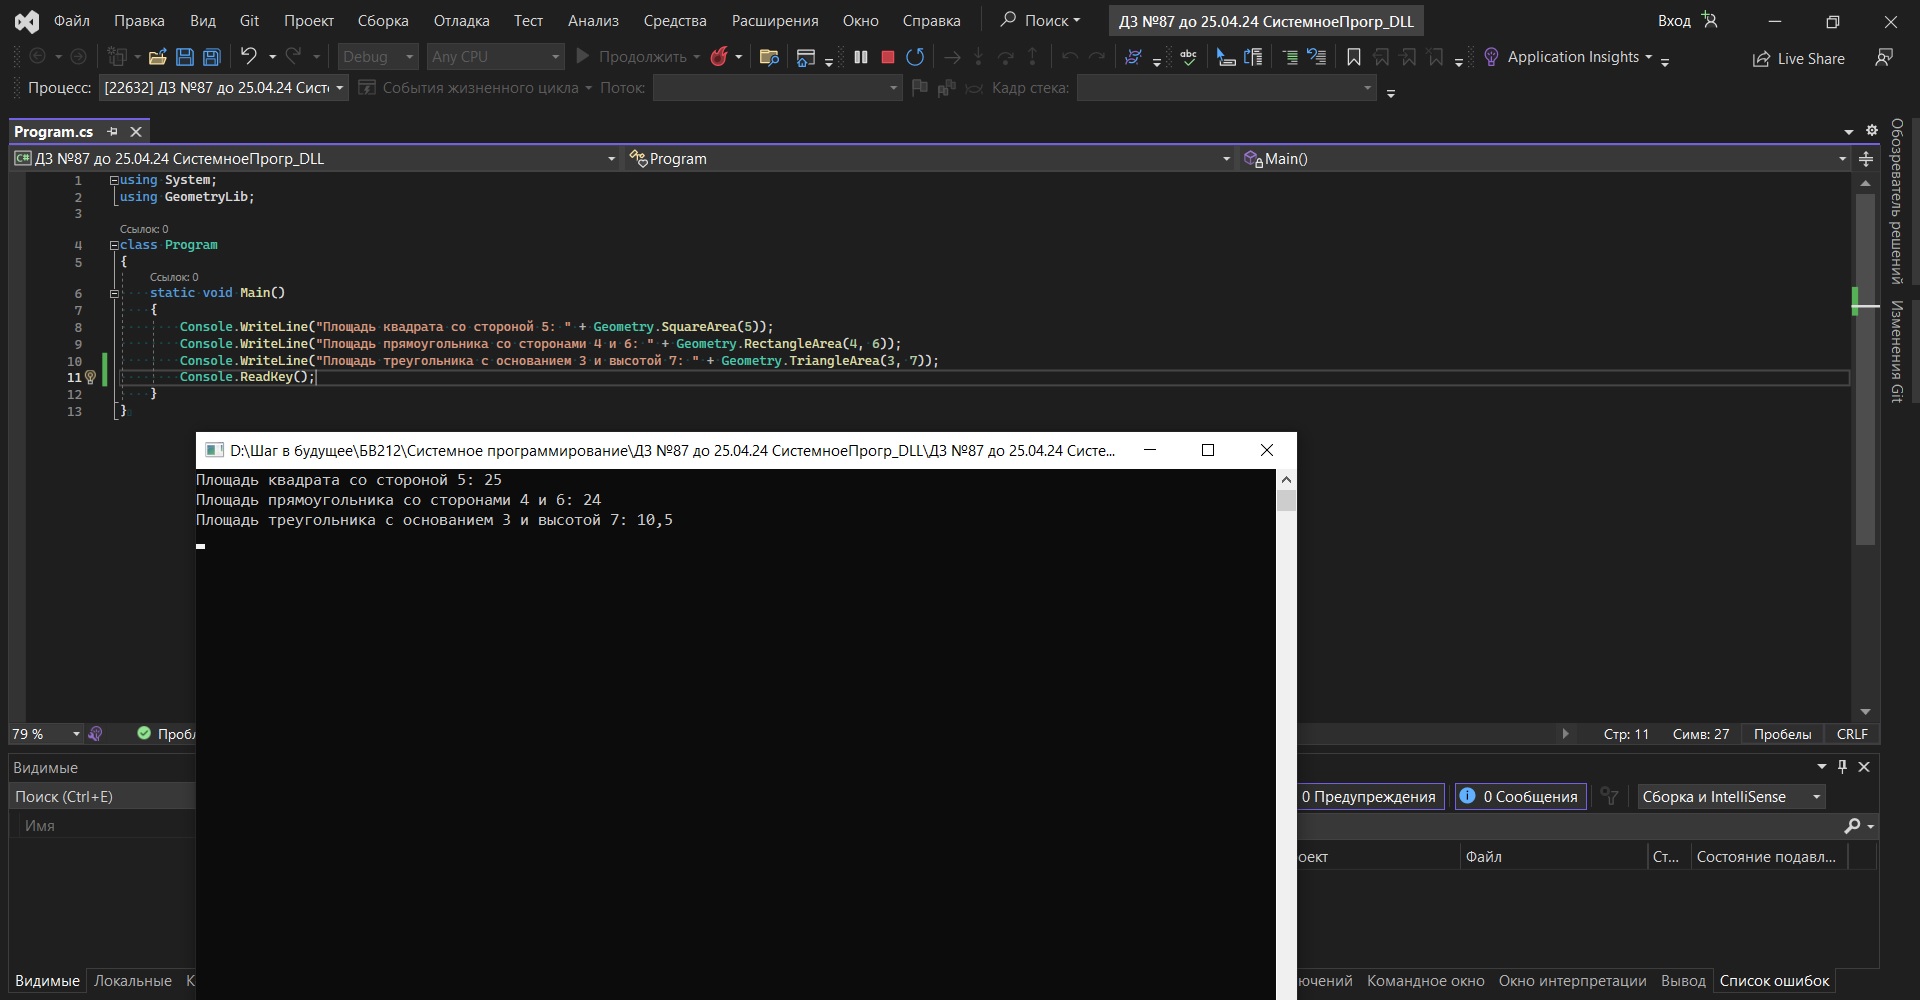 Файл Правка Вид Git Проект Сборка Отладка Тест Анализ Средства Расширения Окно Справка Поиск ДЗ №87 до 25.04.24 СистемноеПрогр_DLL Вход
Debug Any CPU Продолжить Application Insights Live Share
Процесс: [22632] ДЗ №87 до 25.04.24 Сист События жизненного цикла Поток: Кадр стека:
Program.cs
C# ДЗ №87 до 25.04.24 СистемноеПрогр_DLL Program Main()
1 using System;
2 using GeometryLib;
3
Ссылок: 0
4 class Program
5 {
Ссылок: 0
6 static void Main()
7 {
8 Console.WriteLine("Площадь квадрата со стороной 5: " + Geometry.SquareArea(5));
9 Console.WriteLine("Площадь прямоугольника со сторонами 4 и 6: " + Geometry.RectangleArea(4, 6));
10 Console.WriteLine("Площадь треугольника с основанием 3 и высотой 7: " + Geometry.TriangleArea(3, 7));
11 Console.ReadKey();
12 }
13 }
Обозреватель решений
Изменения Git
D:\Шаг в будущее\БВ212\Системное программирование\ДЗ №87 до 25.04.24 СистемноеПрогр_DLL\ДЗ №87 до 25.04.24 Систе...
Площадь квадрата со стороной 5: 25
Площадь прямоугольника со сторонами 4 и 6: 24
Площадь треугольника с основанием 3 и высотой 7: 10,5
79 % Пробл Стр: 11 Симв: 27 Пробелы CRLF
Видимые
Поиск (Ctrl+E) 0 Предупреждения 0 Сообщения Сборка и IntelliSense
Имя
оект Файл Ст... Состояние подавл...
Видимые Локальные К ючений Командное окно Окно интерпретации Вывод Список ошибок